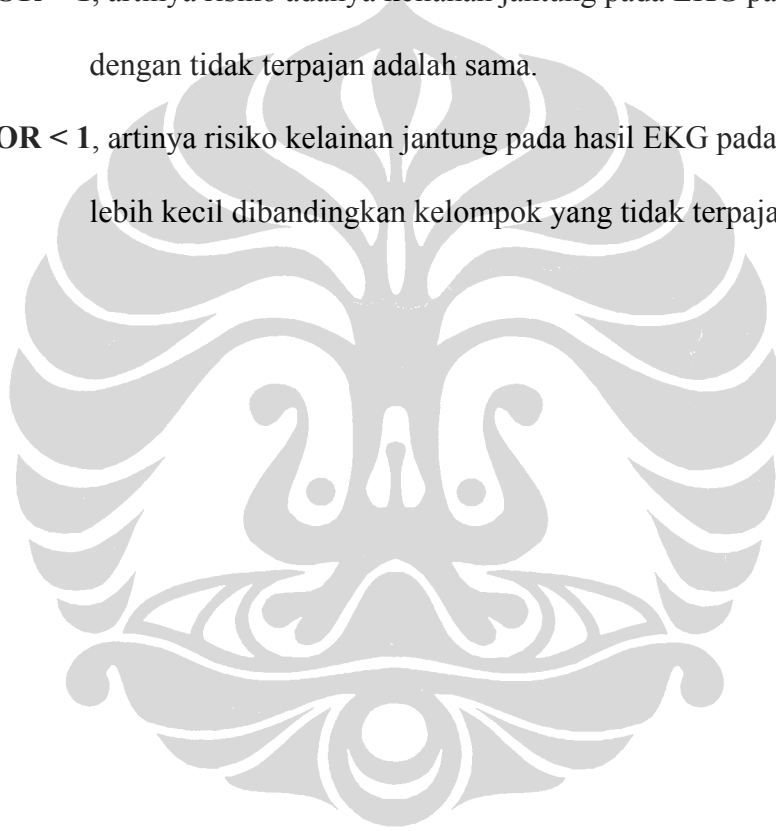 dengan tidak terpajan adalah sama.
OR < 1, artinya risiko kelainan jantung pada hasil EKG pada
lebih kecil dibandingkan kelompok yang tidak terpaja